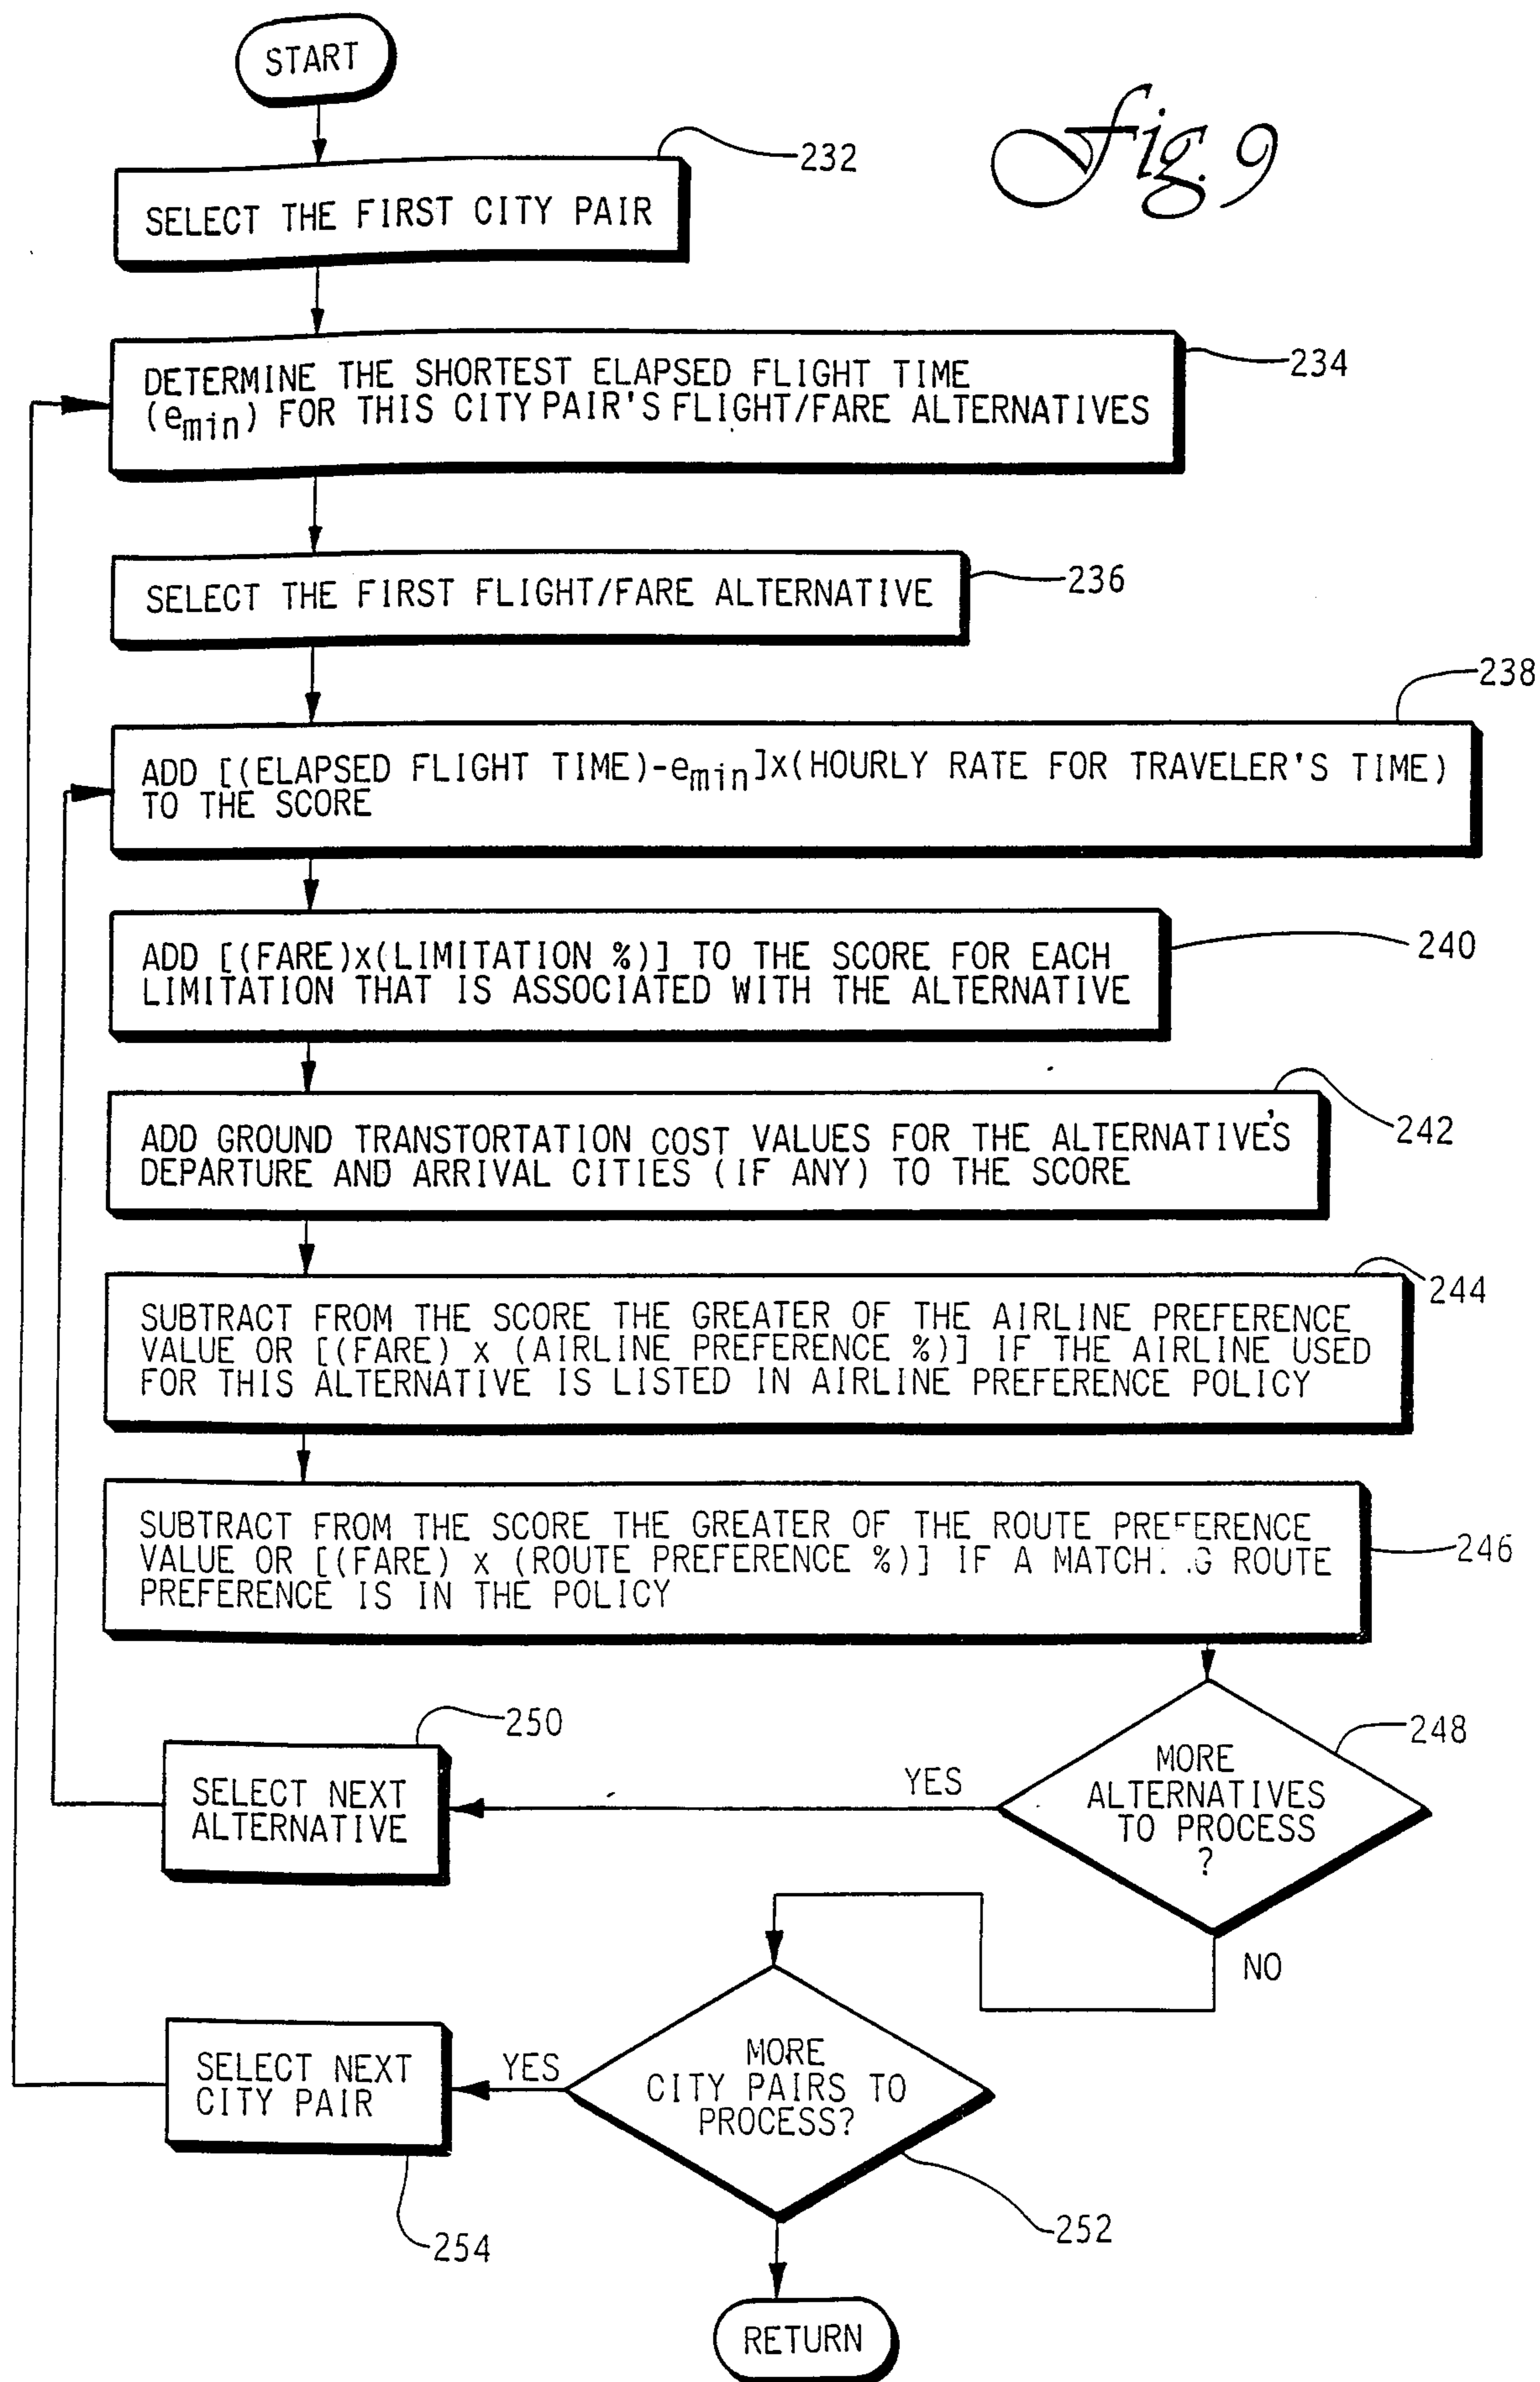 START
Fig. 9
232
SELECT THE FIRST CITY PAIR
234
DETERMINE THE SHORTEST ELAPSED FLIGHT TIME
(emin) FOR THIS CITY PAIR'S FLIGHT/FARE ALTERNATIVES
236
SELECT THE FIRST FLIGHT/FARE ALTERNATIVE
238
ADD [(ELAPSED FLIGHT TIME)-emin]x(HOURLY RATE FOR TRAVELER'S TIME)
TO THE SCORE
240
ADD [(FARE)x(LIMITATION %)] TO THE SCORE FOR EACH
LIMITATION THAT IS ASSOCIATED WITH THE ALTERNATIVE
242
ADD GROUND TRANSTORTATION COST VALUES FOR THE ALTERNATIVE'S
DEPARTURE AND ARRIVAL CITIES (IF ANY) TO THE SCORE
244
SUBTRACT FROM THE SCORE THE GREATER OF THE AIRLINE PREFERENCE
VALUE OR [(FARE) x (AIRLINE PREFERENCE %)] IF THE AIRLINE USED
FOR THIS ALTERNATIVE IS LISTED IN AIRLINE PREFERENCE POLICY
246
SUBTRACT FROM THE SCORE THE GREATER OF THE ROUTE PREFERENCE
VALUE OR [(FARE) x (ROUTE PREFERENCE %)] IF A ROUTE
PREFERENCE IS IN THE POLICY
248
MORE
ALTERNATIVES
TO PROCESS
?
YES
250
SELECT NEXT
ALTERNATIVE
NO
MORE
CITY PAIRS TO
PROCESS?
252
YES
SELECT NEXT
CITY PAIR
254
RETURN